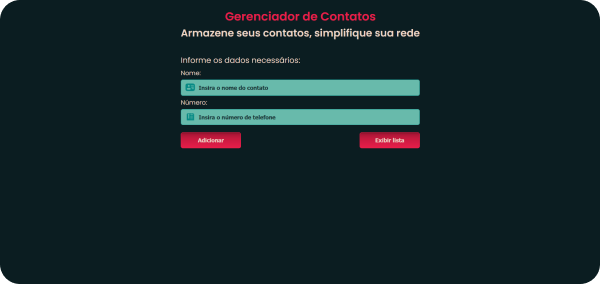 Gerenciador de Contatos
Armazene seus contatos, simplifique sua rede
Informe os dados necessários:
Nome:
Insira o nome do contato
Número:
Insira o número de telefone
Adicionar
Exibir lista